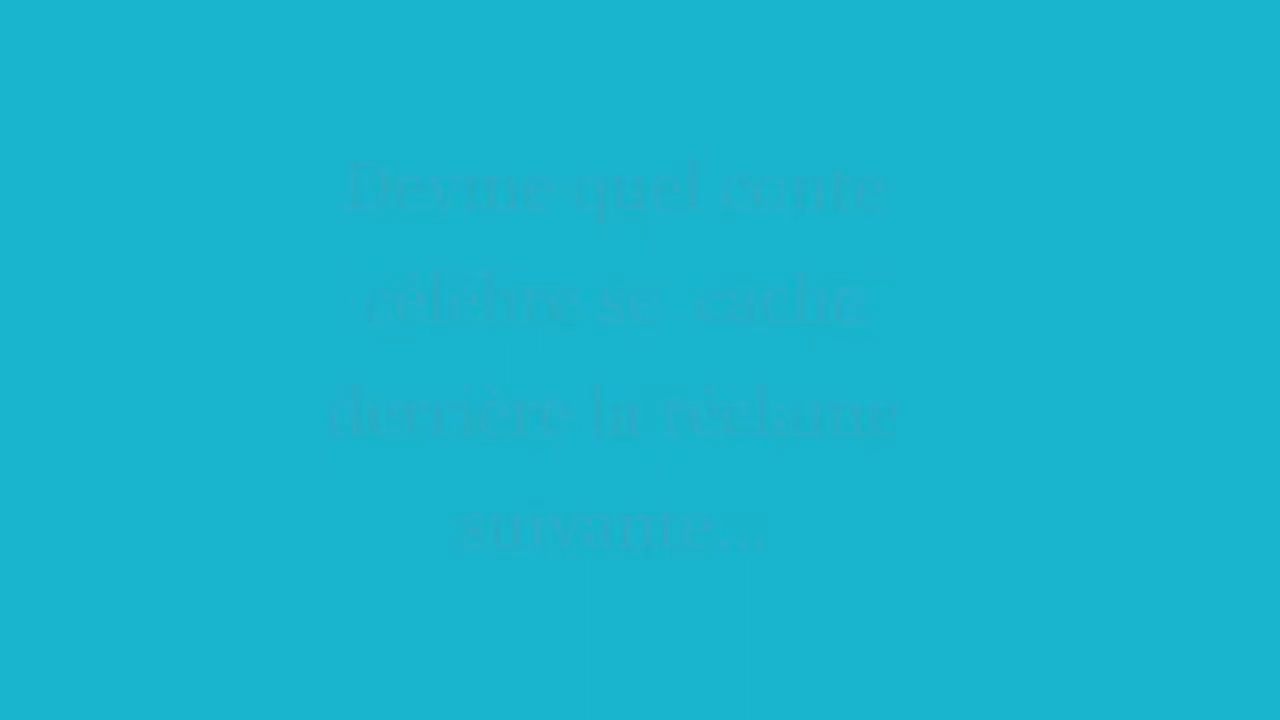 Devine quel conte
célèbre se cache
derrière la réclame
suivante...